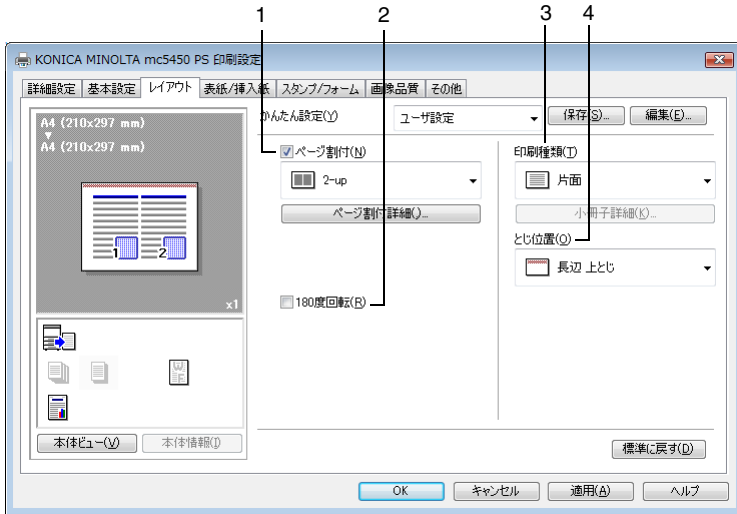 1 2 3 4
KONICA MINOLTA mc5450 PS 印刷設定
詳細設定 基本設定 レイアウト 表紙/挿入紙 スタンプ/フォーム 画像品質 その他
A4 (210x297 mm)
A4 (210x297 mm)
1 2
x1
本体ビュー(V) 本体情報(I)
かんたん設定(Y) ユーザ設定 保存(S)... 編集(E)...
ページ割付(N)
2-up
ページ割付詳細()...
180度回転(R)
印刷種類(T)
片面
小冊子詳細(K)...
とじ位置(O)
長辺 上とじ
標準に戻す(D)
OK キャンセル 適用(A) ヘルプ